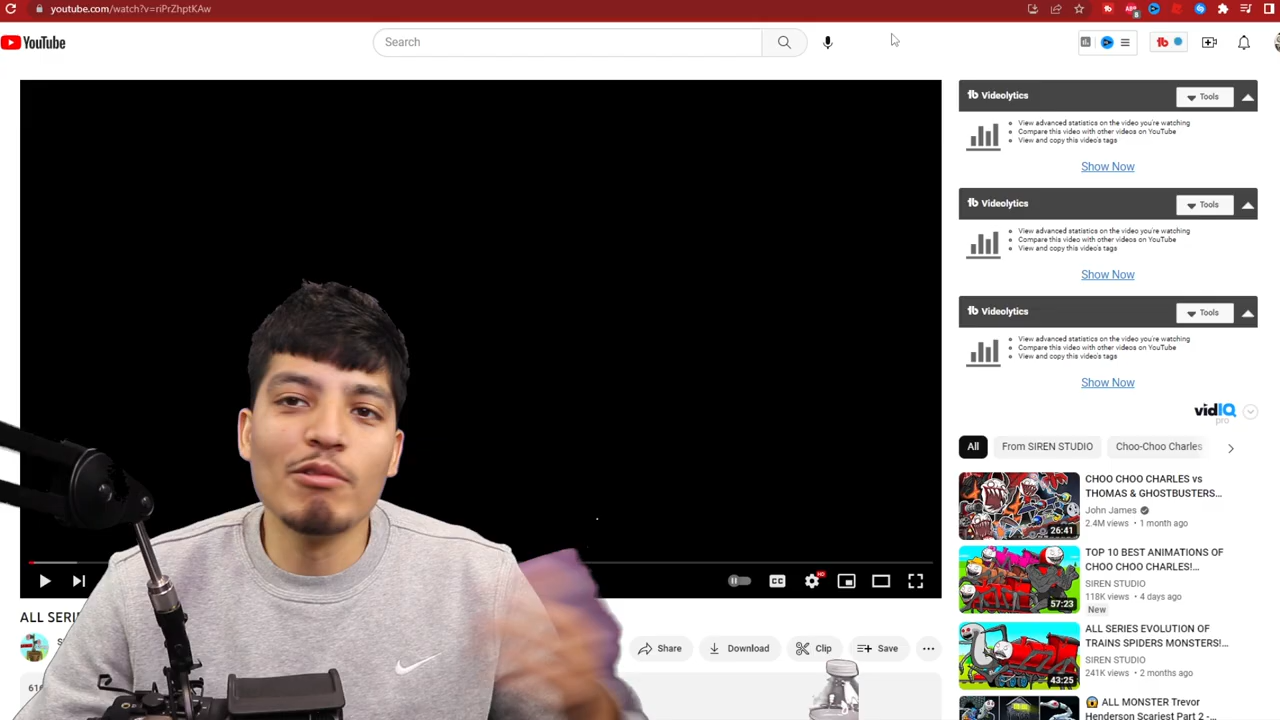 youtube.com/watch?v=riPrZhptKAw
YouTube
Search
Videolytics
Tools
View advanced statistics on the video you're watching
Compare this video with other videos on YouTube
View and copy this video's tags
Show Now
Videolytics
Tools
View advanced statistics on the video you're watching
Compare this video with other videos on YouTube
View and copy this video's tags
Show Now
Videolytics
Tools
View advanced statistics on the video you're watching
Compare this video with other videos on YouTube
View and copy this video's tags
Show Now
vidIQ
pro
All
From SIREN STUDIO
Choo-Choo Charles
CHOO CHOO CHARLES vs
THOMAS & GHOSTBUSTERS...
John James
2.4M views • 1 month ago
26:41
TOP 10 BEST ANIMATIONS OF
CHOO CHOO CHARLES!...
SIREN STUDIO
118K views • 4 days ago
New
57:23
ALL SERIES EVOLUTION OF
TRAINS SPIDERS MONSTERS!...
SIREN STUDIO
241K views • 2 months ago
43:25
ALL MONSTER Trevor
Henderson Scariest Part 2 -
CC
HD
ALL SERIE
Share
Download
Clip
Save